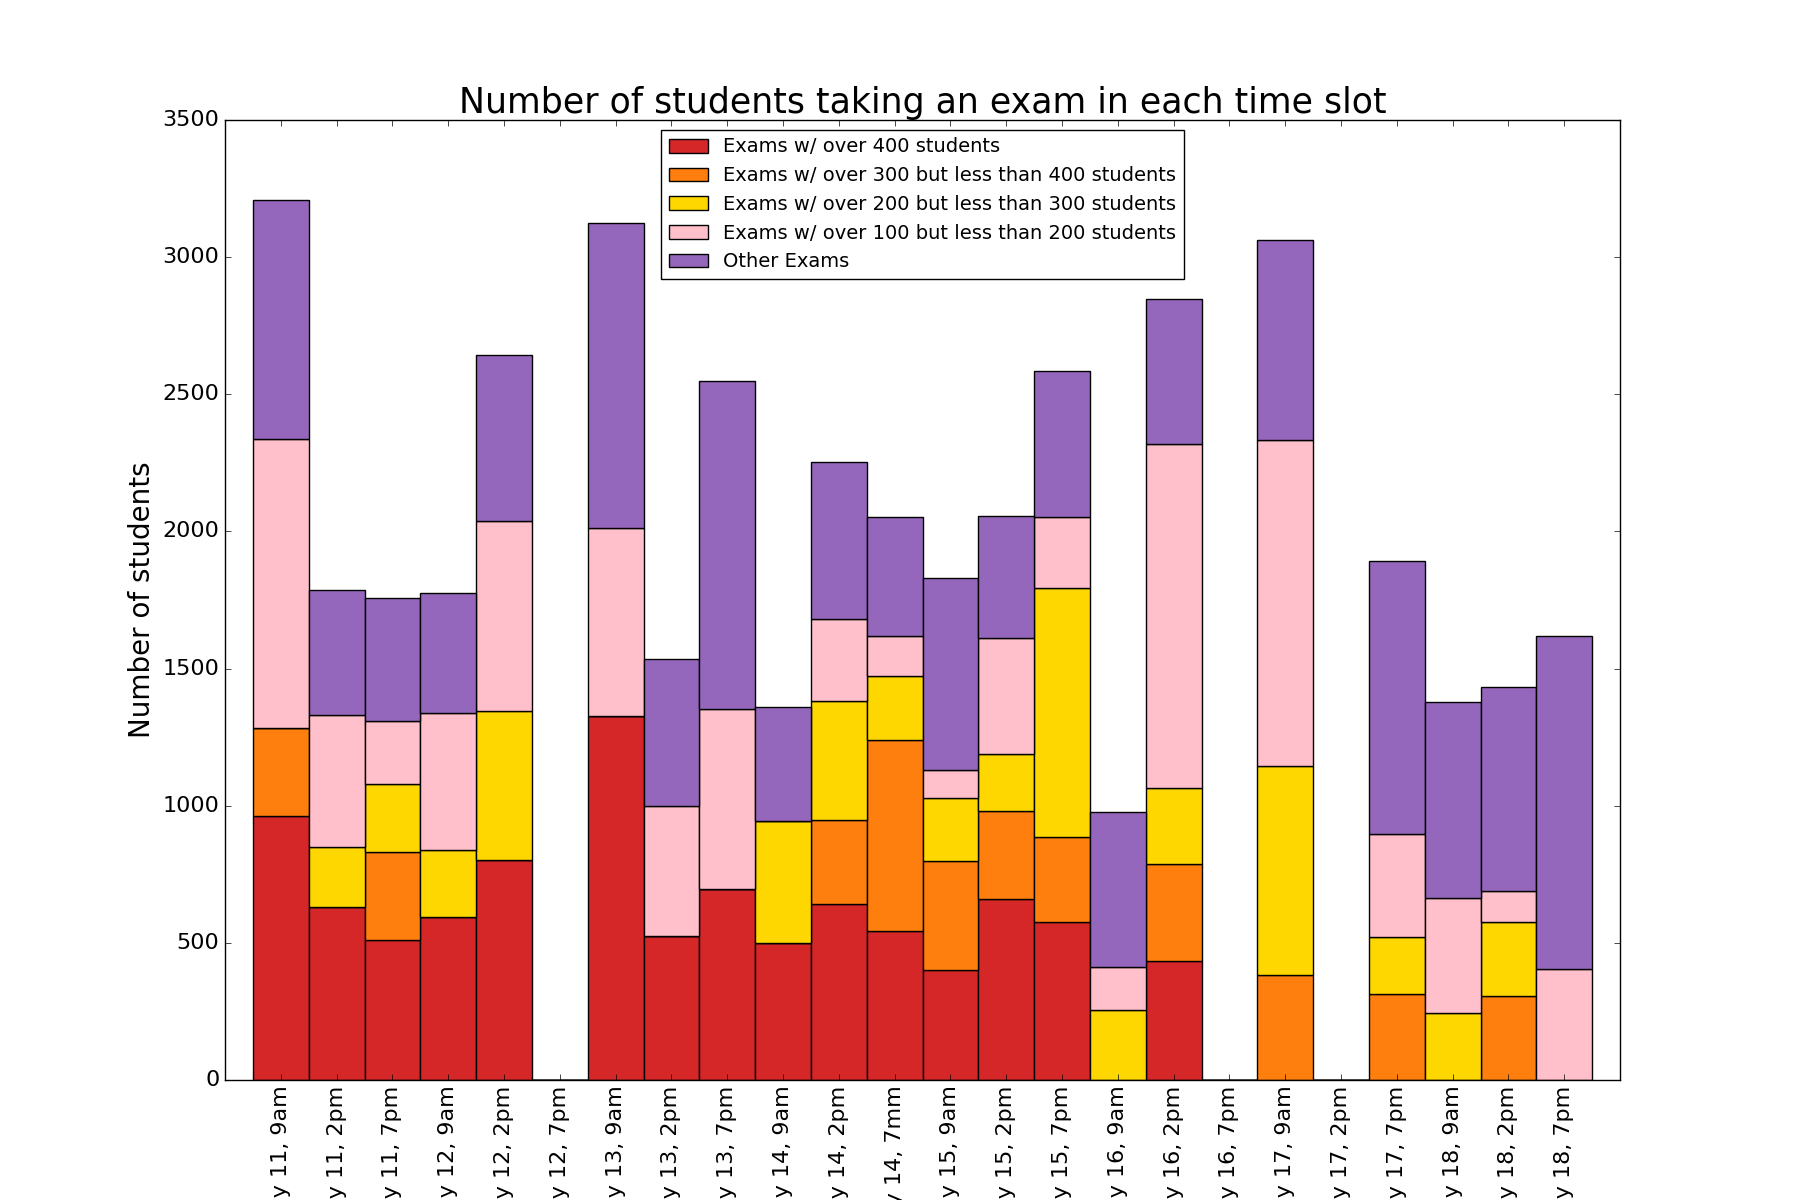 Number of students taking an exam in each time slot
Exams w/ over 400 students
Exams w/ over 300 but less than 400 students
Exams w/ over 200 but less than 300 students
Exams w/ over 100 but less than 200 students
Other Exams
Number of students
3500
3000
2500
2000
1500
1000
500
0
y 11, 9am
y 11, 2pm
y 11, 7pm
y 12, 9am
y 12, 2pm
y 12, 7pm
y 13, 9am
y 13, 2pm
y 13, 7pm
y 14, 9am
y 14, 2pm
y 14, 7mm
y 15, 9am
y 15, 2pm
y 15, 7pm
y 16, 9am
y 16, 2pm
y 16, 7pm
y 17, 9am
y 17, 2pm
y 17, 7pm
y 18, 9am
y 18, 2pm
y 18, 7pm